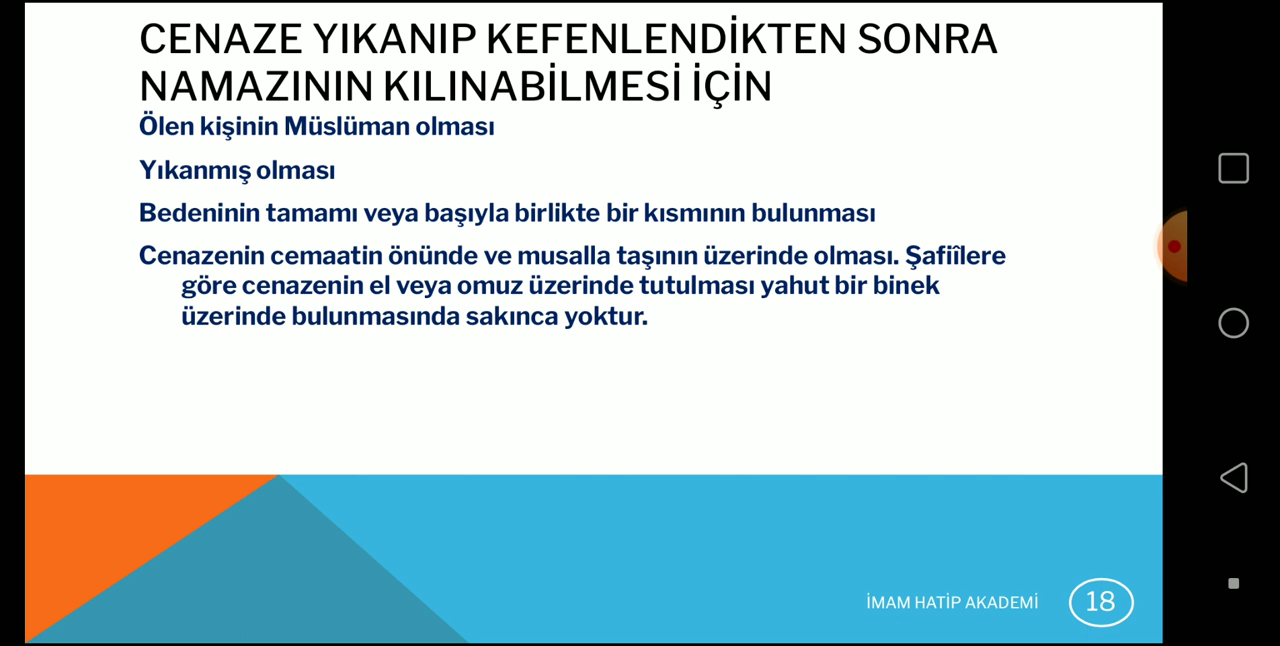 CENAZE YIKANIP KEFENLENDİKTEN SONRA
NAMAZININ KILINABİLMESİ İÇİN
Ölen kişinin Müslüman olması
Yıkanmış olması
Bedeninin tamamı veya başıyla birlikte bir kısmının bulunması
Cenazenin cemaatin önünde ve musalla taşının üzerinde olması. Şafiîlere
göre cenazenin el veya omuz üzerinde tutulması yahut bir binek
üzerinde bulunmasında sakınca yoktur.
İMAM HATİP AKADEMİ
18